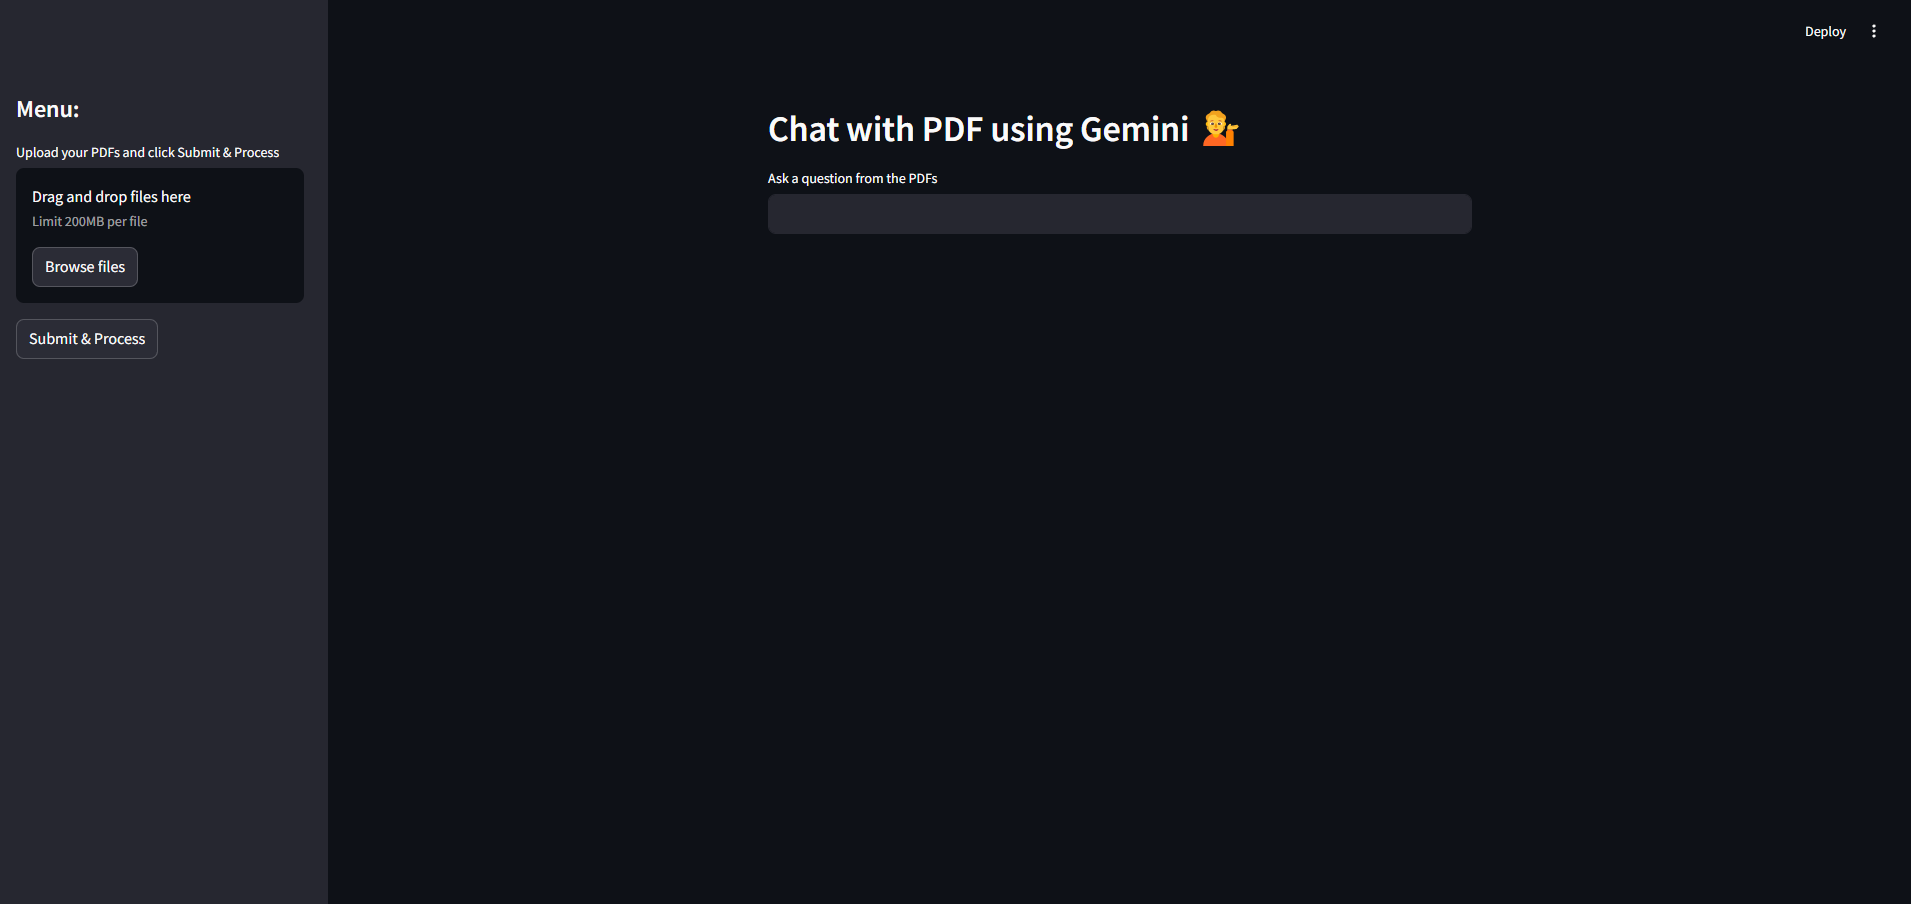 Deploy
Menu:
Upload your PDFs and click Submit & Process
Drag and drop files here
Limit 200MB per file
Browse files
Submit & Process
Chat with PDF using Gemini 💁
Ask a question from the PDFs